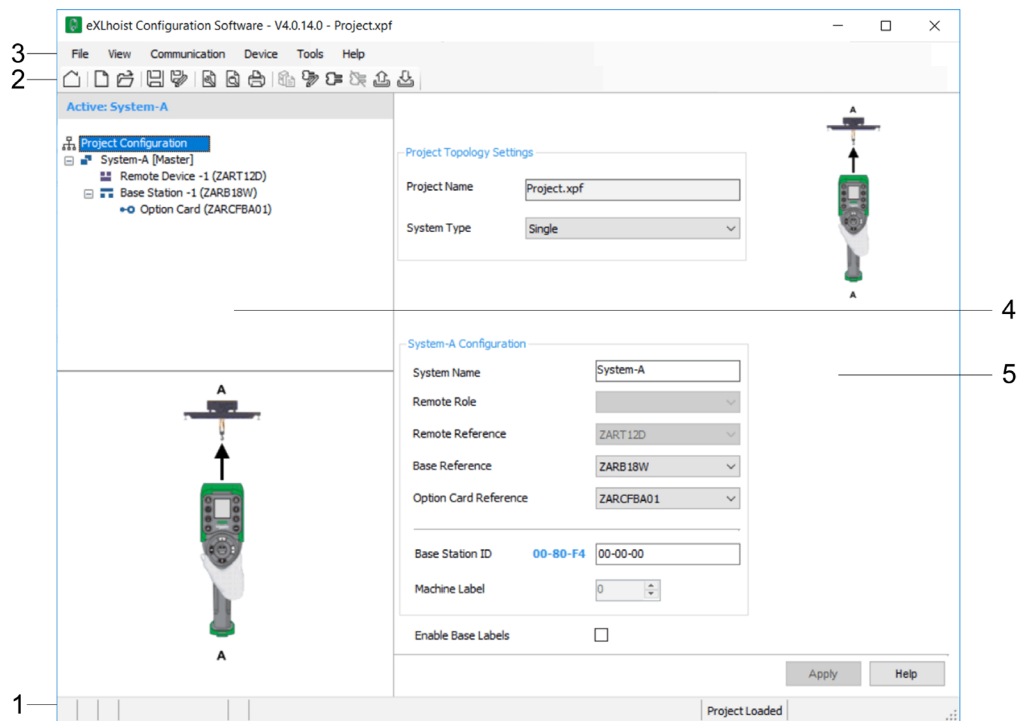 eXLhoist Configuration Software - V4.0.14.0 - Project.xpf
3
File View Communication Device Tools Help
2
Active: System-A
Project Configuration
System-A [Master]
Remote Device -1 (ZART12D)
Base Station -1 (ZARB18W)
Option Card (ZARCFBA01)
A
Project Topology Settings
Project Name Project.xpf
System Type Single
A
4
System-A Configuration
System Name System-A
5
Remote Role
Remote Reference ZART12D
Base Reference ZARB18W
Option Card Reference ZARCFBA01
Base Station ID 00-80-F4 00-00-00
Machine Label 0
Enable Base Labels
A
A
Apply Help
1
Project Loaded